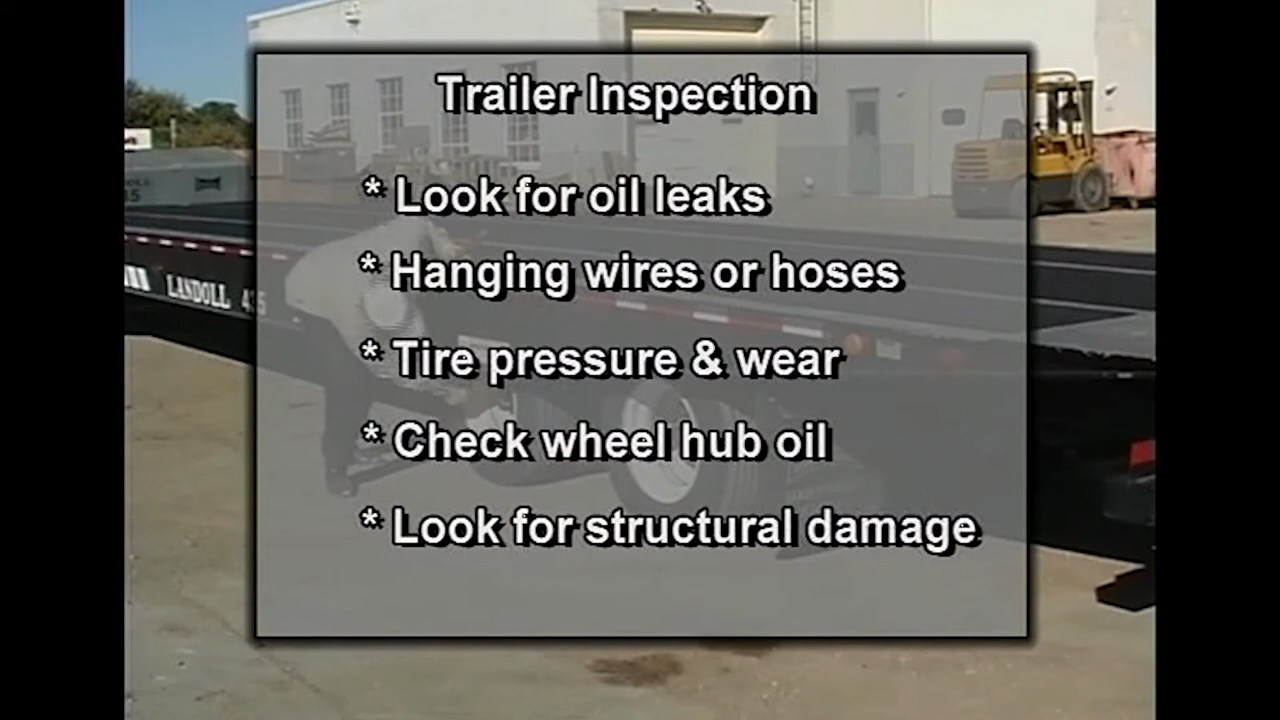 Trailer Inspection
* Look for oil leaks
* Hanging wires or hoses
LANDOLL 435
* Tire pressure & wear
* Check wheel hub oil
* Look for structural damage